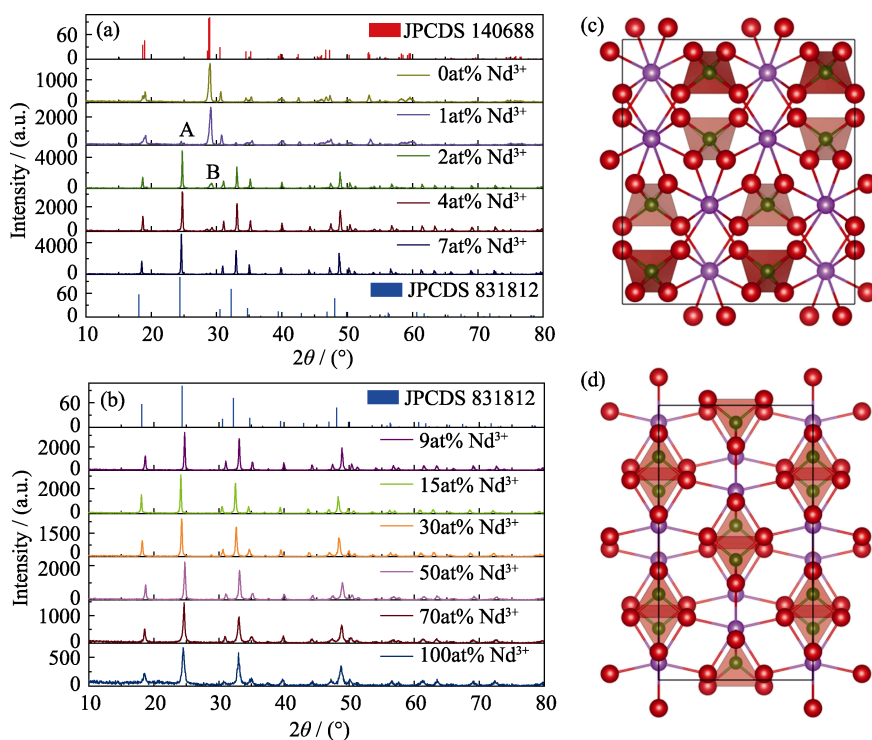 (a)
JPCDS 140688
60
0
1000
0
0at% Nd³⁺
2000
0
1at% Nd³⁺
A
4000
0
B
2at% Nd³⁺
2000
0
4at% Nd³⁺
4000
0
7at% Nd³⁺
60
0
JPCDS 831812
10 20 30 40 50 60 70 80
2θ / (°)
Intensity / (a.u.)
(b)
JPCDS 831812
60
0
2000
0
9at% Nd³⁺
2000
0
15at% Nd³⁺
1500
0
30at% Nd³⁺
2000
0
50at% Nd³⁺
1000
0
70at% Nd³⁺
500
0
100at% Nd³⁺
10 20 30 40 50 60 70 80
2θ / (°)
Intensity / (a.u.)
(c)
(d)